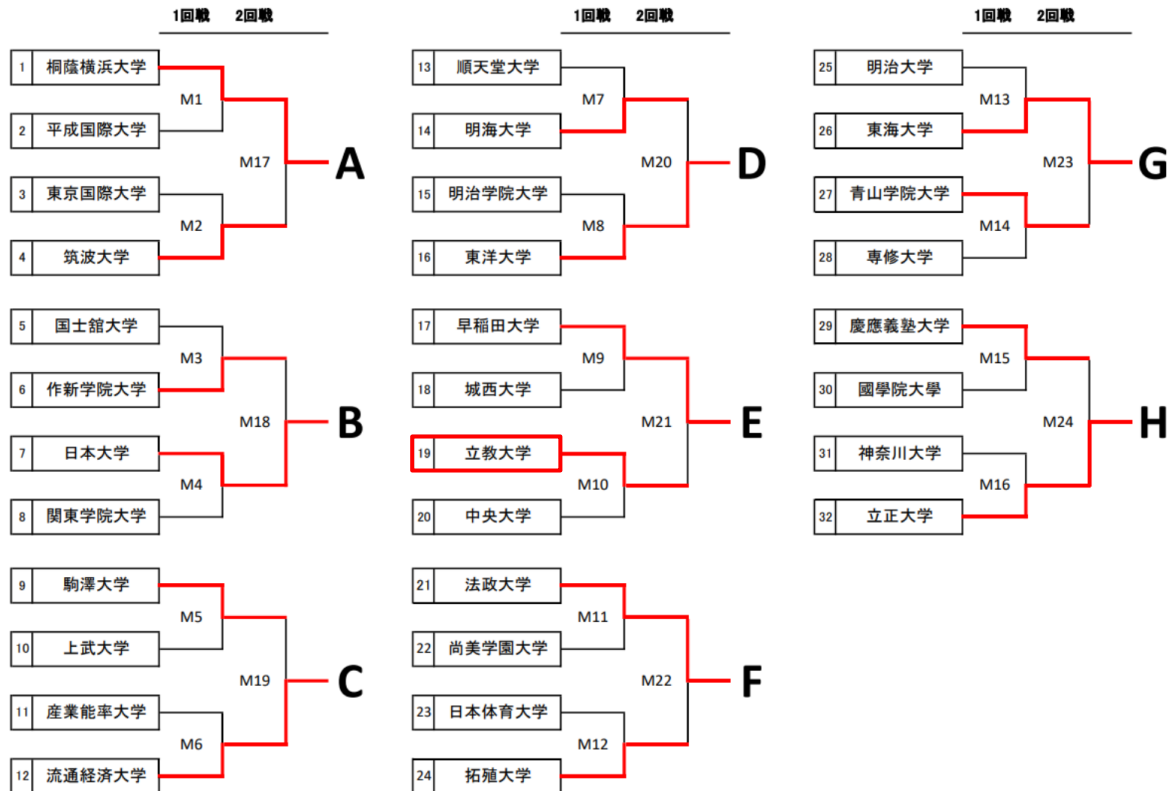 1回戦 2回戦
1 桐蔭横浜大学
M1
2 平成国際大学
M17
A
3 東京国際大学
M2
4 筑波大学
5 国士舘大学
M3
6 作新学院大学
M18
B
7 日本大学
M4
8 関東学院大学
9 駒澤大学
M5
10 上武大学
M19
C
11 産業能率大学
M6
12 流通経済大学
1回戦 2回戦
13 順天堂大学
M7
14 明海大学
M20
D
15 明治学院大学
M8
16 東洋大学
17 早稲田大学
M9
18 城西大学
M21
E
19 立教大学
M10
20 中央大学
21 法政大学
M11
22 尚美学園大学
M22
F
23 日本体育大学
M12
24 拓殖大学
1回戦 2回戦
25 明治大学
M13
26 東海大学
M23
G
27 青山学院大学
M14
28 専修大学
29 慶應義塾大学
M15
30 國學院大學
M24
H
31 神奈川大学
M16
32 立正大学